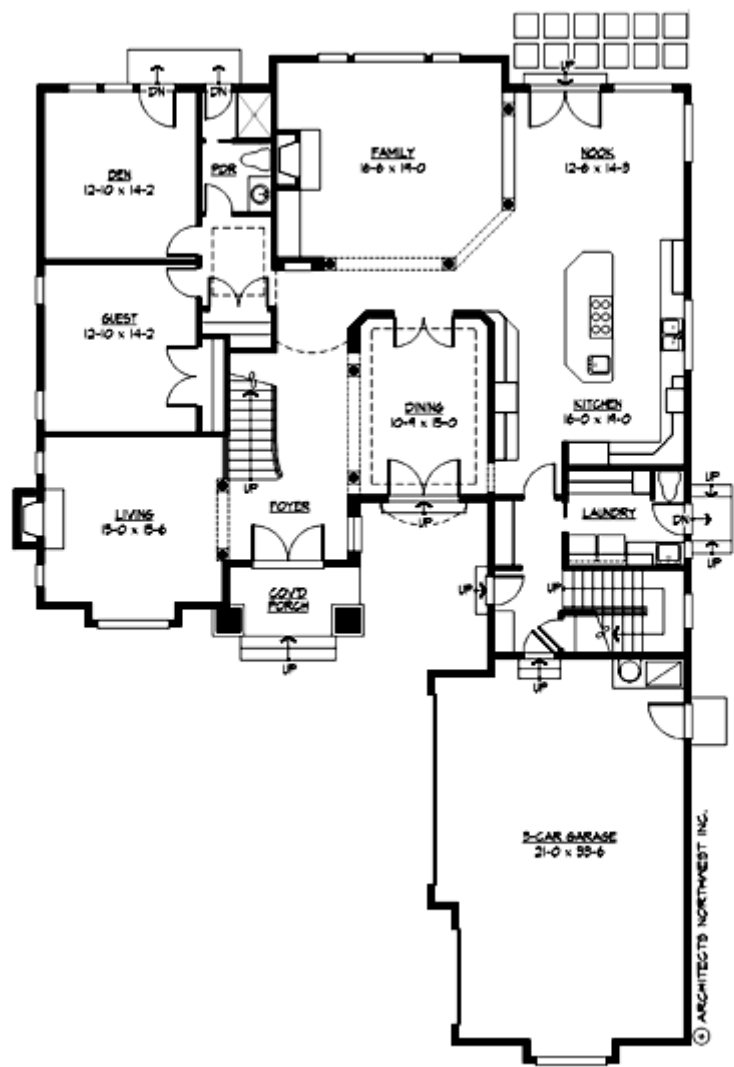 UP
DN
DN
FAMILY
16-6 x 19-0
NOOK
12-6 x 14-3
DEN
12-10 x 14-2
PDR
GUEST
12-10 x 14-2
DINING
10-9 x 15-0
KITCHEN
16-0 x 19-0
UP
FOYER
LIVING
15-0 x 15-6
UP
LAUNDRY
UP
DN
UP
COV'D
PORCH
UP
UP
UP
UP
UP
3-CAR GARAGE
21-0 x 33-6
© ARCHITECTS NORTHWEST INC.